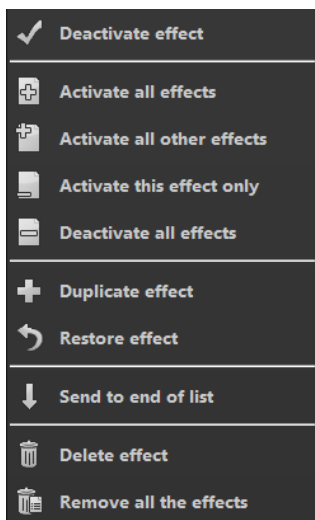 Deactivate effect
Activate all effects
Activate all other effects
Activate this effect only
Deactivate all effects
Duplicate effect
Restore effect
Send to end of list
Delete effect
Remove all the effects